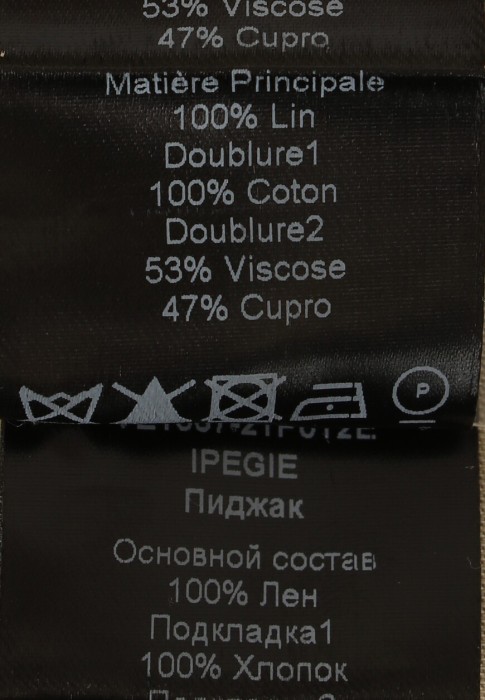 53% Viscose
47% Cupro
Matière Principale
100% Lin
Doublure1
100% Coton
Doublure2
53% Viscose
47% Cupro
P
IPEGIE
Пиджак
Основной состав
100% Лен
Подкладка1
100% Хлопок